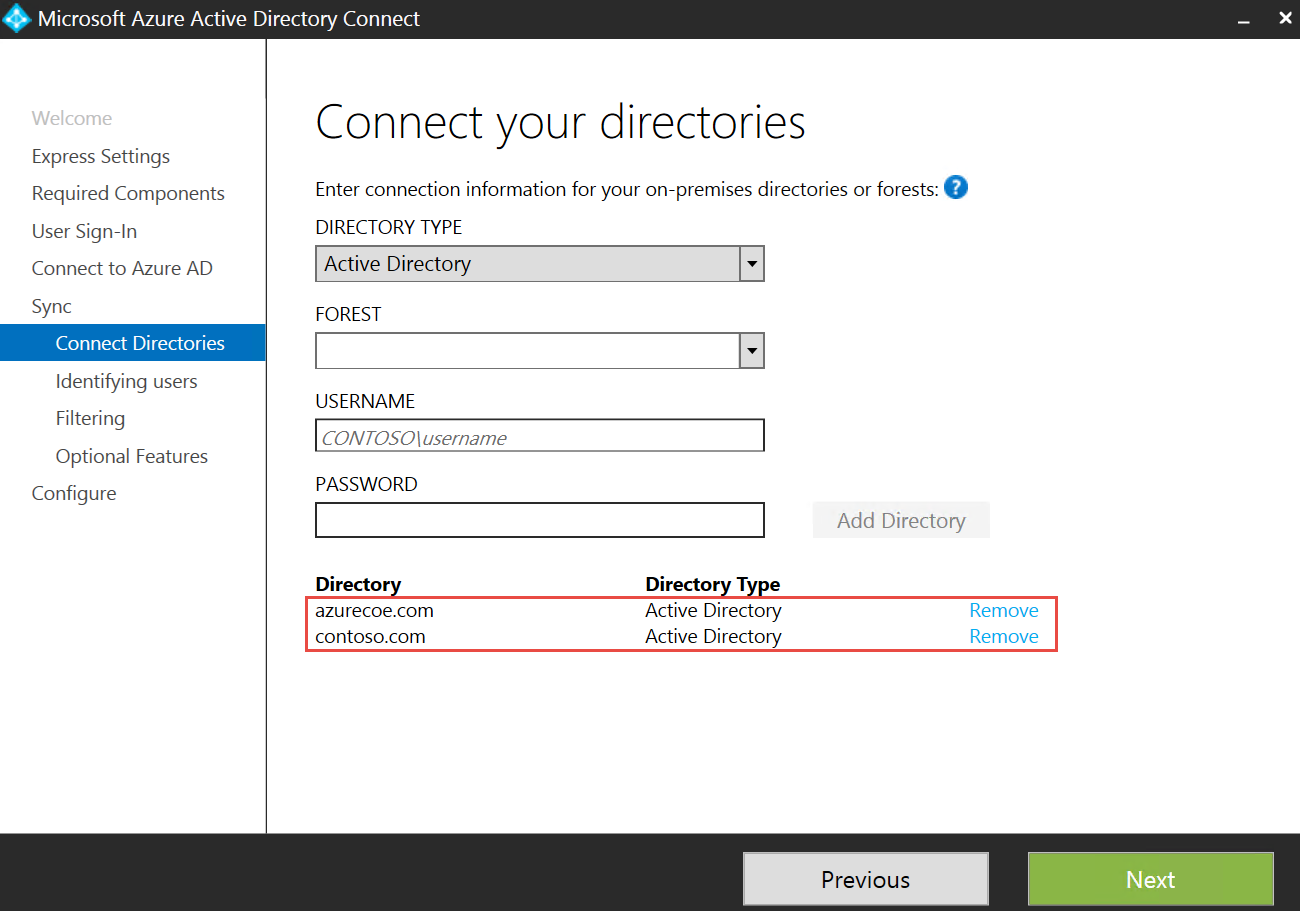 Microsoft Azure Active Directory Connect
Welcome
Express Settings
Required Components
User Sign-In
Connect to Azure AD
Sync
Connect Directories
Identifying users
Filtering
Optional Features
Configure
Connect your directories
Enter connection information for your on-premises directories or forests: ?
DIRECTORY TYPE
Active Directory
FOREST
USERNAME
CONTOSO\username
PASSWORD
Add Directory
Directory Directory Type
azurecoe.com Active Directory Remove
contoso.com Active Directory Remove
Previous Next